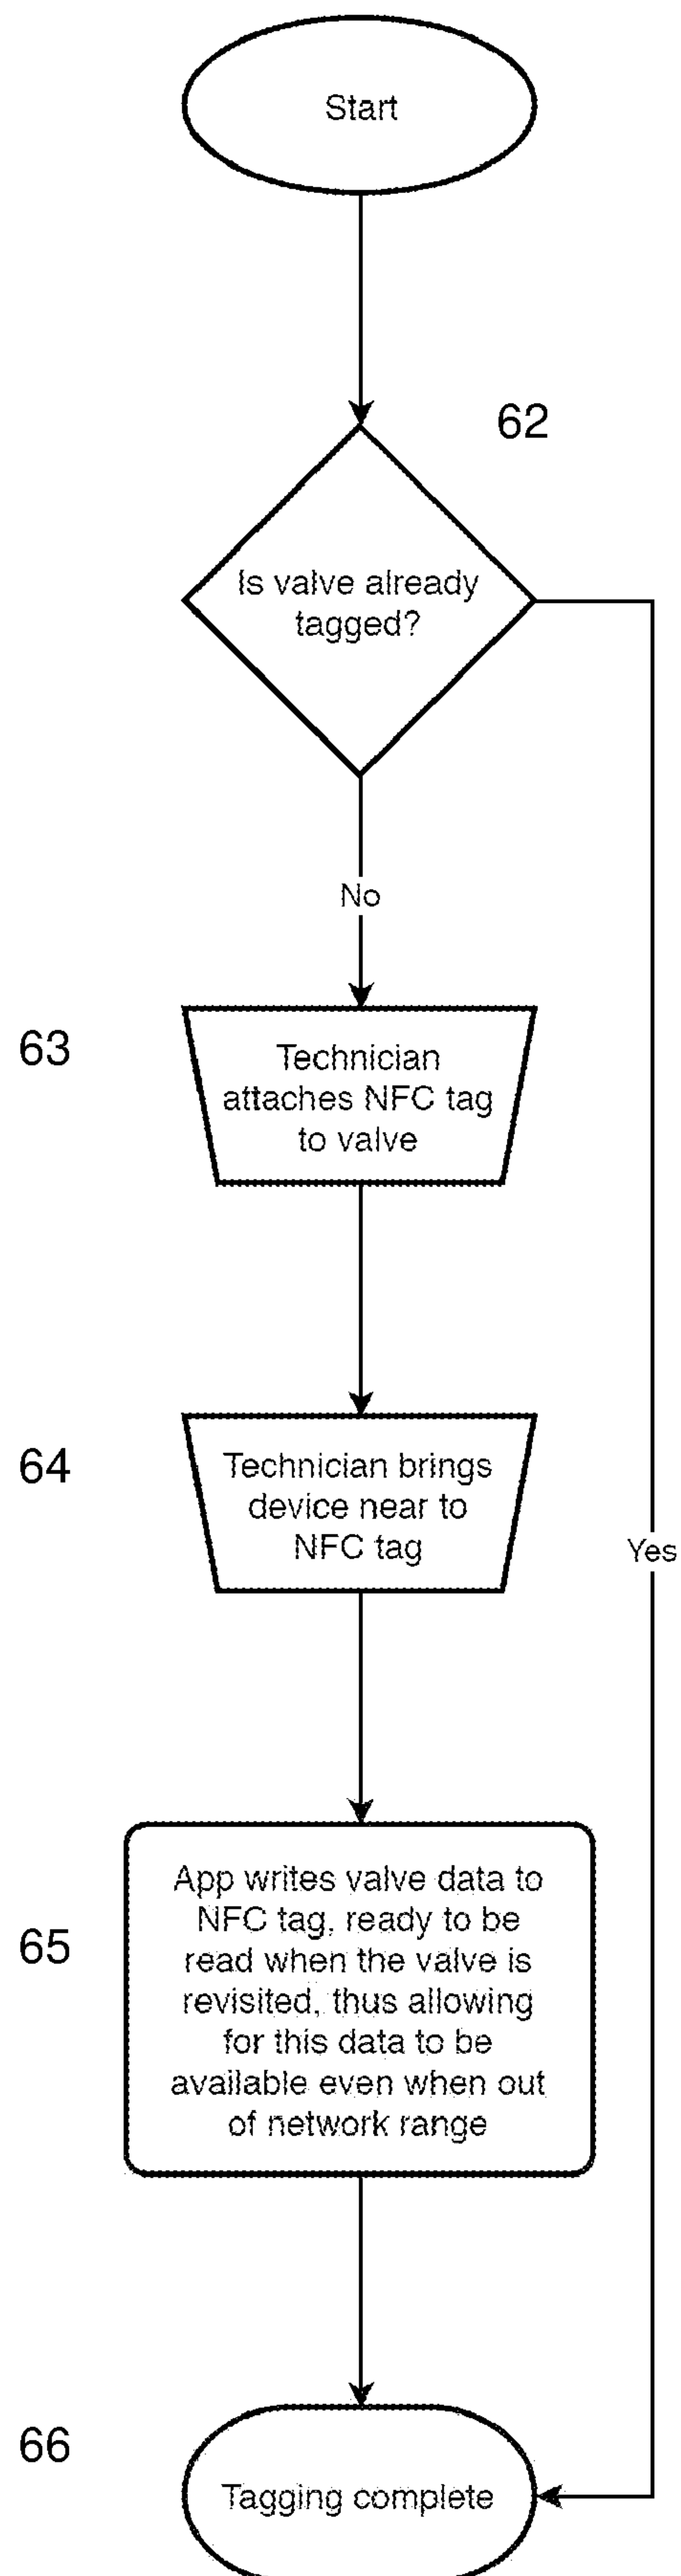 Start
62
Is valve already
tagged?
No
63
Technician
attaches NFC tag
to valve
64
Technician brings
device near to
NFC tag
Yes
65
App writes valve data to
NFC tag, ready to be
read when the valve is
revisited, thus allowing
for this data to be
available even when out
of network range
66
Tagging complete